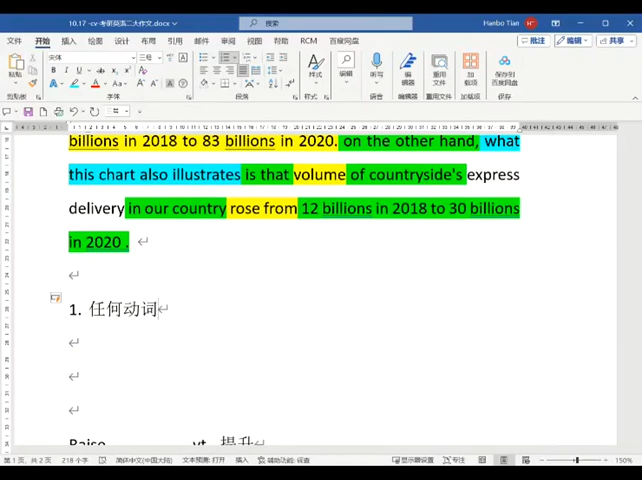 10.17 -cv-考研英语二大作文.docx
搜索
Hanbo Tian
文件 开始 插入 绘图 设计 布局 引用 邮件 审阅 视图 帮助 RCM 百度网盘
批注 编辑 共享
粘贴 宋体 三号 样式 编辑 听写 编辑器 重用文件 加载项 保存到百度网盘
剪贴板 字体 段落 样式 语音 编辑器 重用文件 加载项 保存
billions in 2018 to 83 billions in 2020. on the other hand, what
this chart also illustrates is that volume of countryside's express
delivery in our country rose from 12 billions in 2018 to 30 billions
in 2020 .
1. 任何动词
Raise vt. 提升
第1页,共2页 218个字 简体中文(中国大陆) 文本预测: 打开 插入 辅助功能: 调查 显示器设置 专注 150%